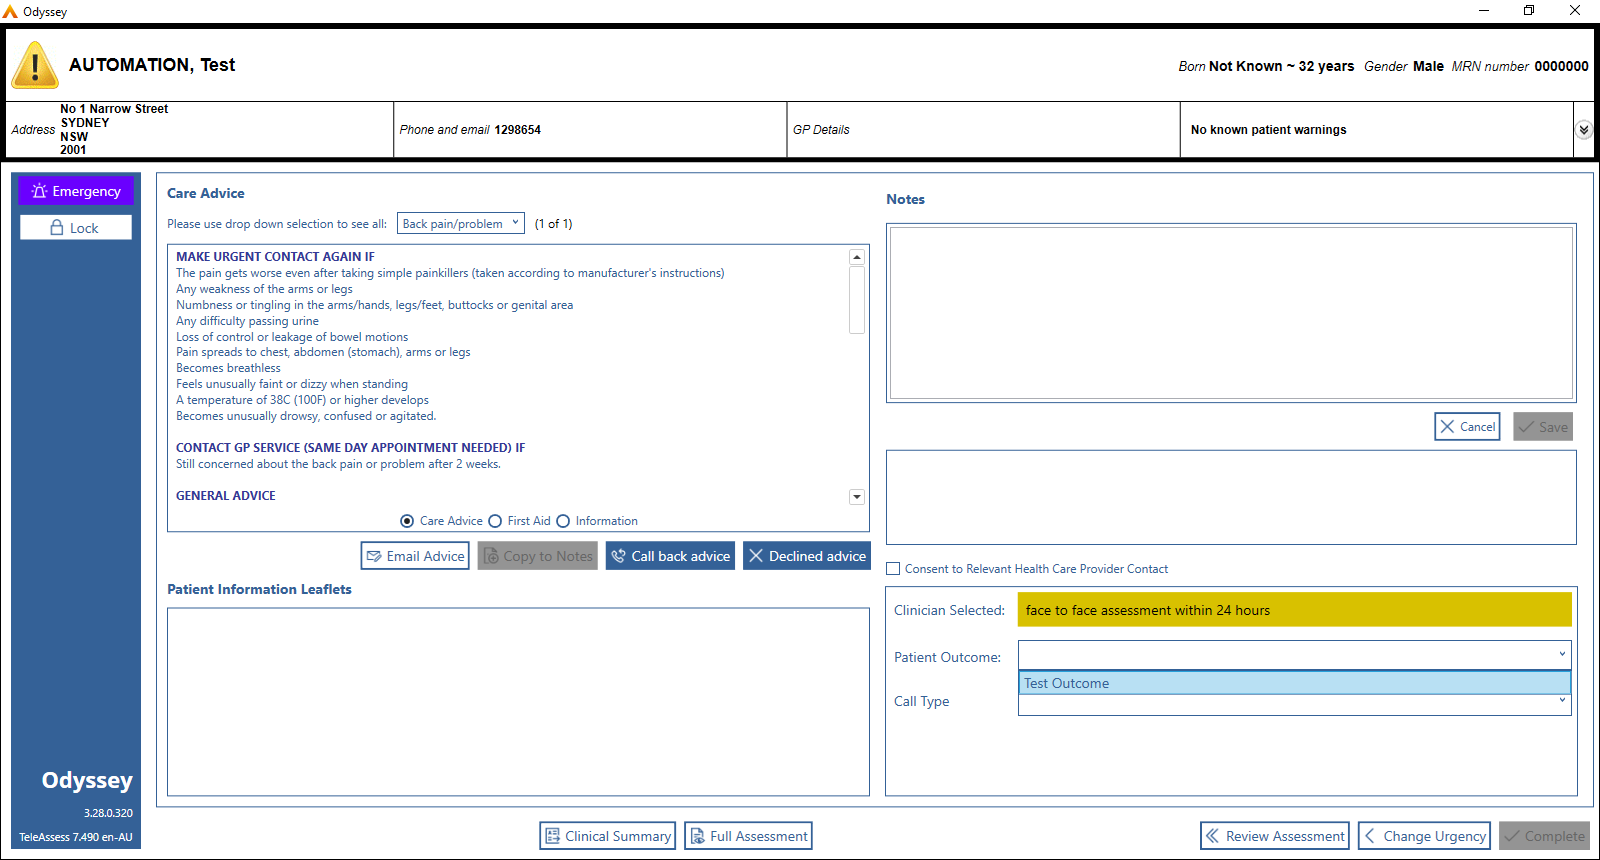 Odyssey
AUTOMATION, Test
Born Not Known ~ 32 years Gender Male MRN number 0000000
Address No 1 Narrow Street
SYDNEY
NSW
2001
Phone and email 1298654
GP Details
No known patient warnings
Emergency
Lock
Care Advice
Please use drop down selection to see all: Back pain/problem (1 of 1)
MAKE URGENT CONTACT AGAIN IF
The pain gets worse even after taking simple painkillers (taken according to manufacturer's instructions)
Any weakness of the arms or legs
Numbness or tingling in the arms/hands, legs/feet, buttocks or genital area
Any difficulty passing urine
Loss of control or leakage of bowel motions
Pain spreads to chest, abdomen (stomach), arms or legs
Becomes breathless
Feels unusually faint or dizzy when standing
A temperature of 38C (100F) or higher develops
Becomes unusually drowsy, confused or agitated.
CONTACT GP SERVICE (SAME DAY APPOINTMENT NEEDED) IF
Still concerned about the back pain or problem after 2 weeks.
GENERAL ADVICE
Care Advice First Aid Information
Email Advice Copy to Notes Call back advice Declined advice
Patient Information Leaflets
Notes
Cancel Save
Consent to Relevant Health Care Provider Contact
Clinician Selected: face to face assessment within 24 hours
Patient Outcome:
Test Outcome
Call Type
Odyssey
3.28.0.320
TeleAssess 7.490 en-AU
Clinical Summary Full Assessment Review Assessment Change Urgency Complete